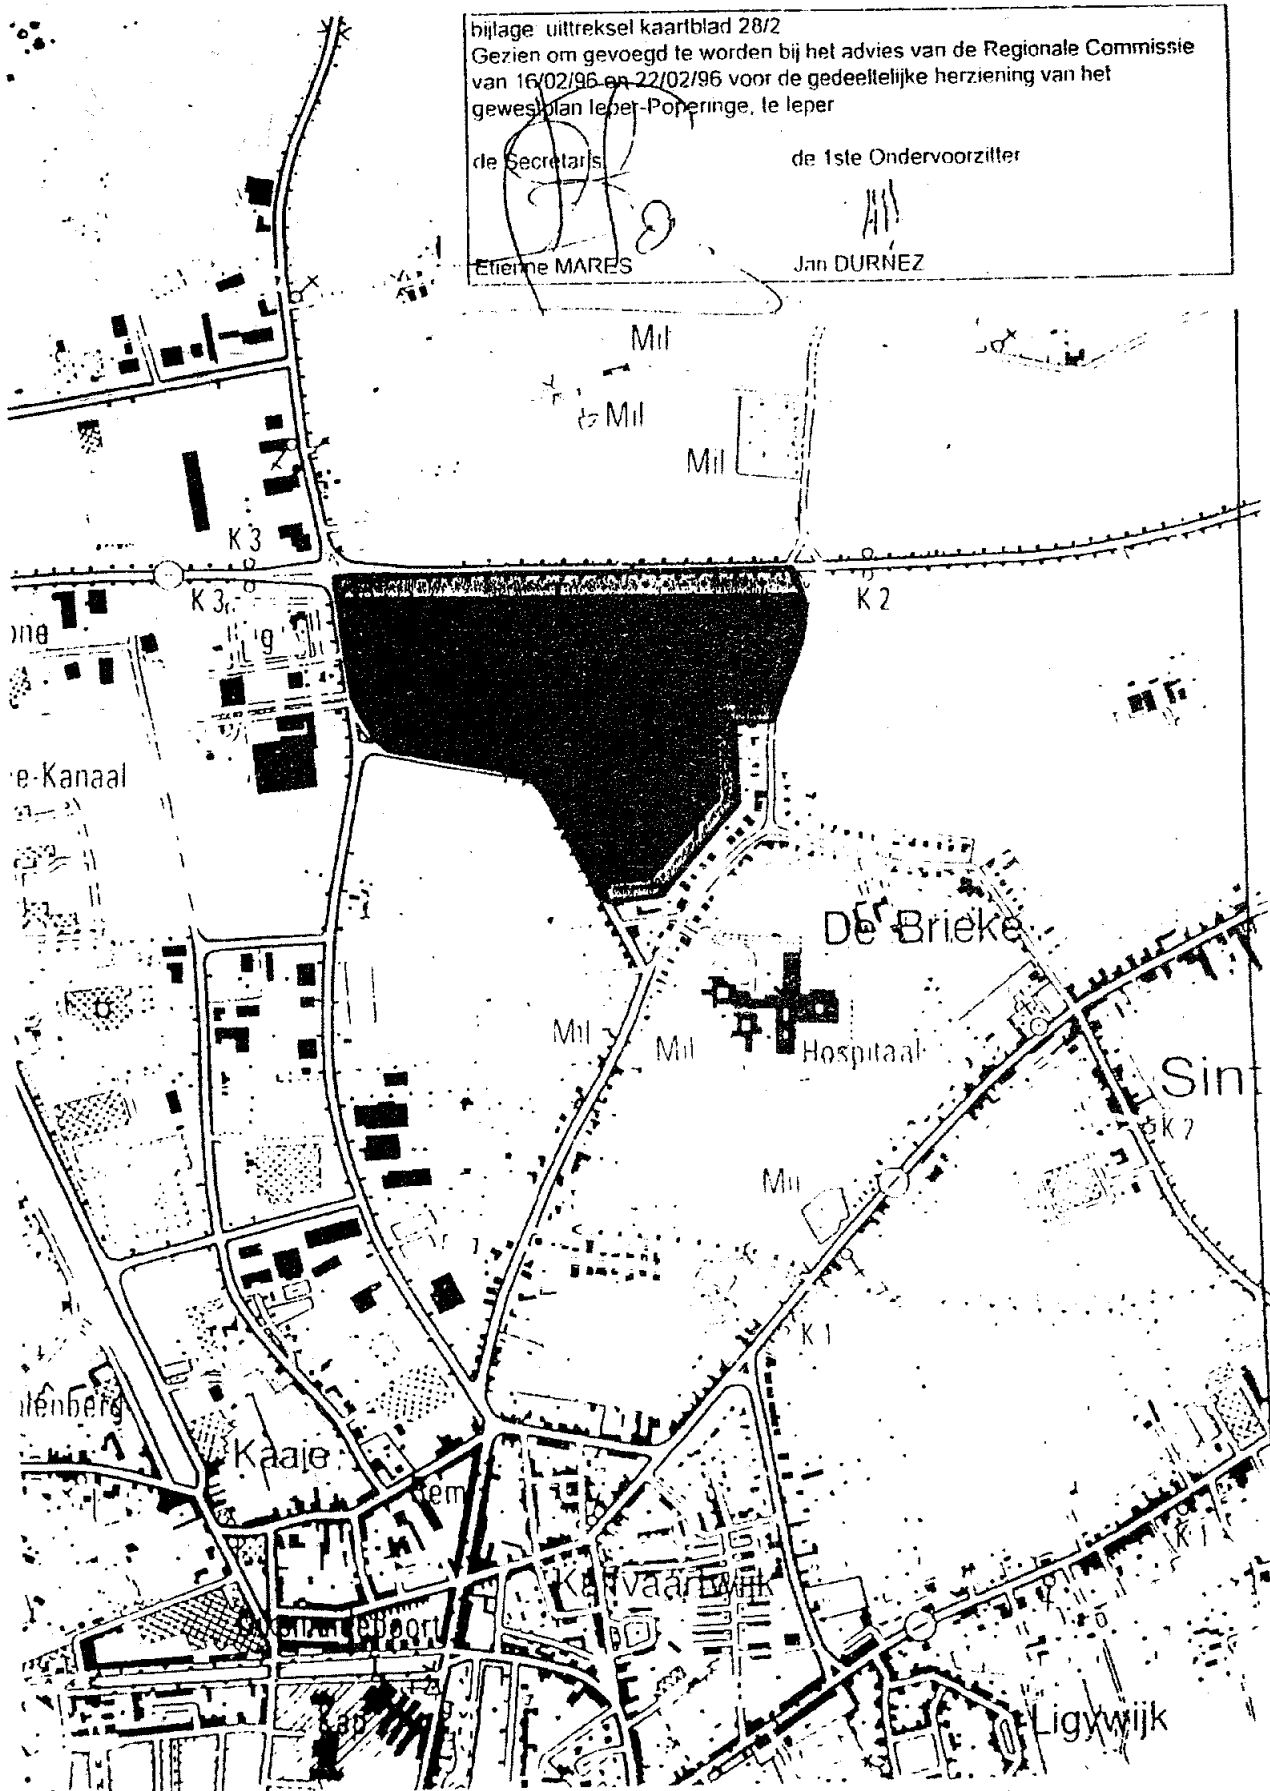 bijlage uittreksel kaartblad 28/2
Gezien om gevoegd te worden bij het advies van de Regionale Commissie
van 16/02/96 en 22/02/96 voor de gedeeltelijke herziening van het
gewestplan Ieper-Poperinge, te Ieper
de Secretaris de 1ste Ondervoorzitter
Etienne MARES Jan DURNEZ
Mil
Mil
Mil
K 3
K 3
K 2
g
e-Kanaal
De Brieke
Mil
Mil
Hospitaal
Sint
K 2
K 1
Kaaie
Kalfvaartwijk
Kap
Ligywijk